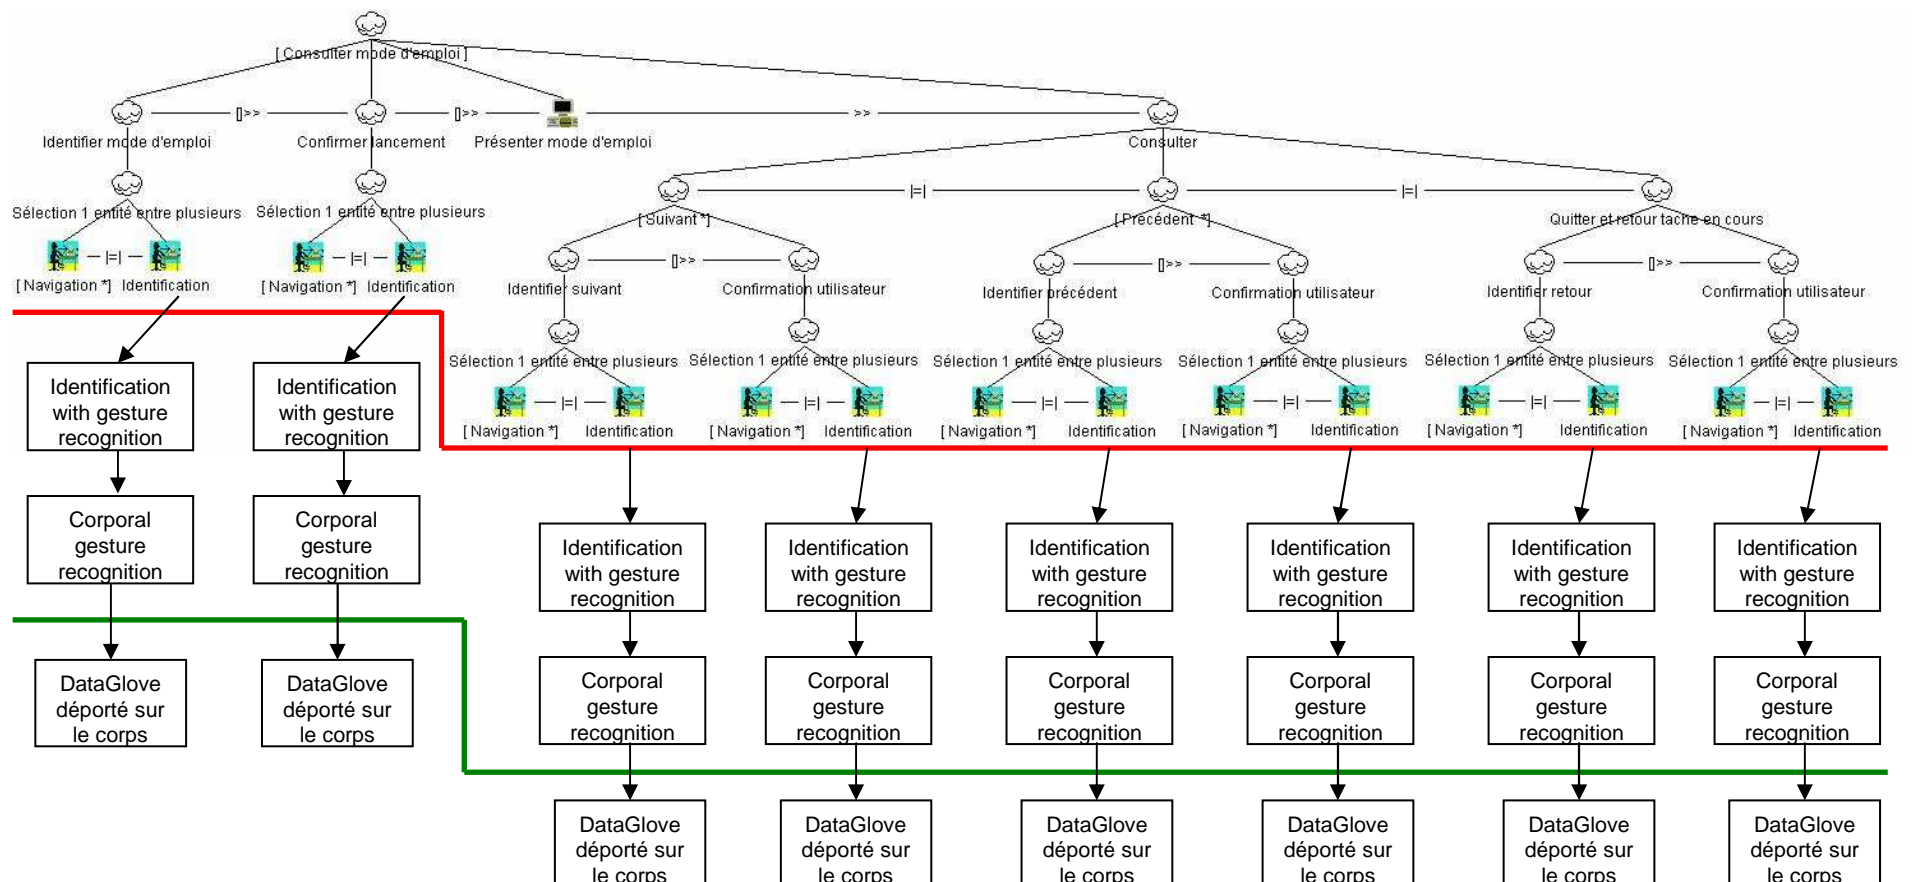 [ Consulter mode d'emploi ]
[]>> []>> >>
Identifier mode d'emploi Confirmer lancement Présenter mode d'emploi Consulter
|=| |=|
Sélection 1 entité entre plusieurs Sélection 1 entité entre plusieurs [ Suivant *] [ Précédent *] Quitter et retour tache en cours
|=| |=| []>> []>> []>>
[ Navigation *] Identification [ Navigation *] Identification Identifier suivant Confirmation utilisateur Identifier précédent Confirmation utilisateur Identifier retour Confirmation utilisateur
Sélection 1 entité entre plusieurs Sélection 1 entité entre plusieurs Sélection 1 entité entre plusieurs Sélection 1 entité entre plusieurs Sélection 1 entité entre plusieurs Sélection 1 entité entre plusieurs
|=| |=| |=| |=| |=| |=|
[ Navigation *] Identification [ Navigation *] Identification [ Navigation *] Identification [ Navigation *] Identification [ Navigation *] Identification [ Navigation *] Identification
Identification
with gesture
recognition
Identification
with gesture
recognition
Corporal
gesture
recognition
Corporal
gesture
recognition
DataGlove
déporté sur
le corps
DataGlove
déporté sur
le corps
Identification
with gesture
recognition
Identification
with gesture
recognition
Identification
with gesture
recognition
Identification
with gesture
recognition
Identification
with gesture
recognition
Identification
with gesture
recognition
Corporal
gesture
recognition
Corporal
gesture
recognition
Corporal
gesture
recognition
Corporal
gesture
recognition
Corporal
gesture
recognition
Corporal
gesture
recognition
DataGlove
déporté sur
le corps
DataGlove
déporté sur
le corps
DataGlove
déporté sur
le corps
DataGlove
déporté sur
le corps
DataGlove
déporté sur
le corps
DataGlove
déporté sur
le corps